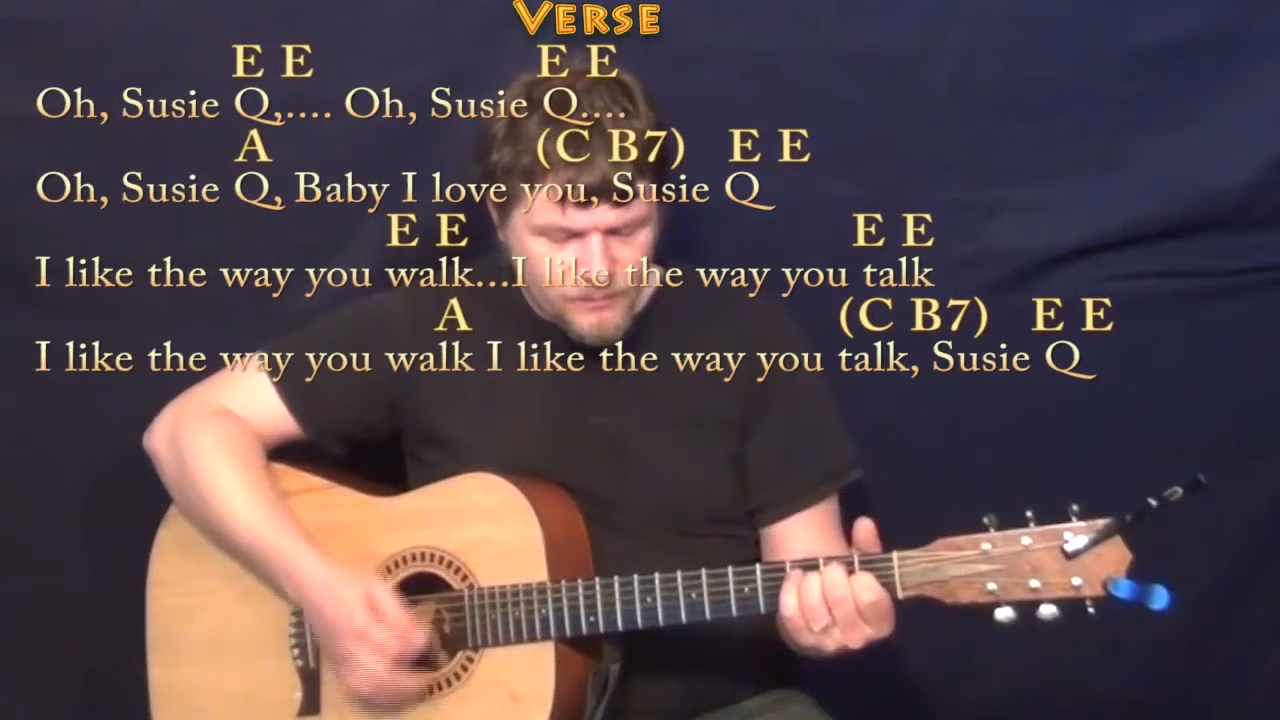 VERSE
E E E E
Oh, Susie Q,.... Oh, Susie Q....
A (C B7) E E
Oh, Susie Q, Baby I love you, Susie Q
E E E E
I like the way you walk...I like the way you talk
A (C B7) E E
I like the way you walk I like the way you talk, Susie Q